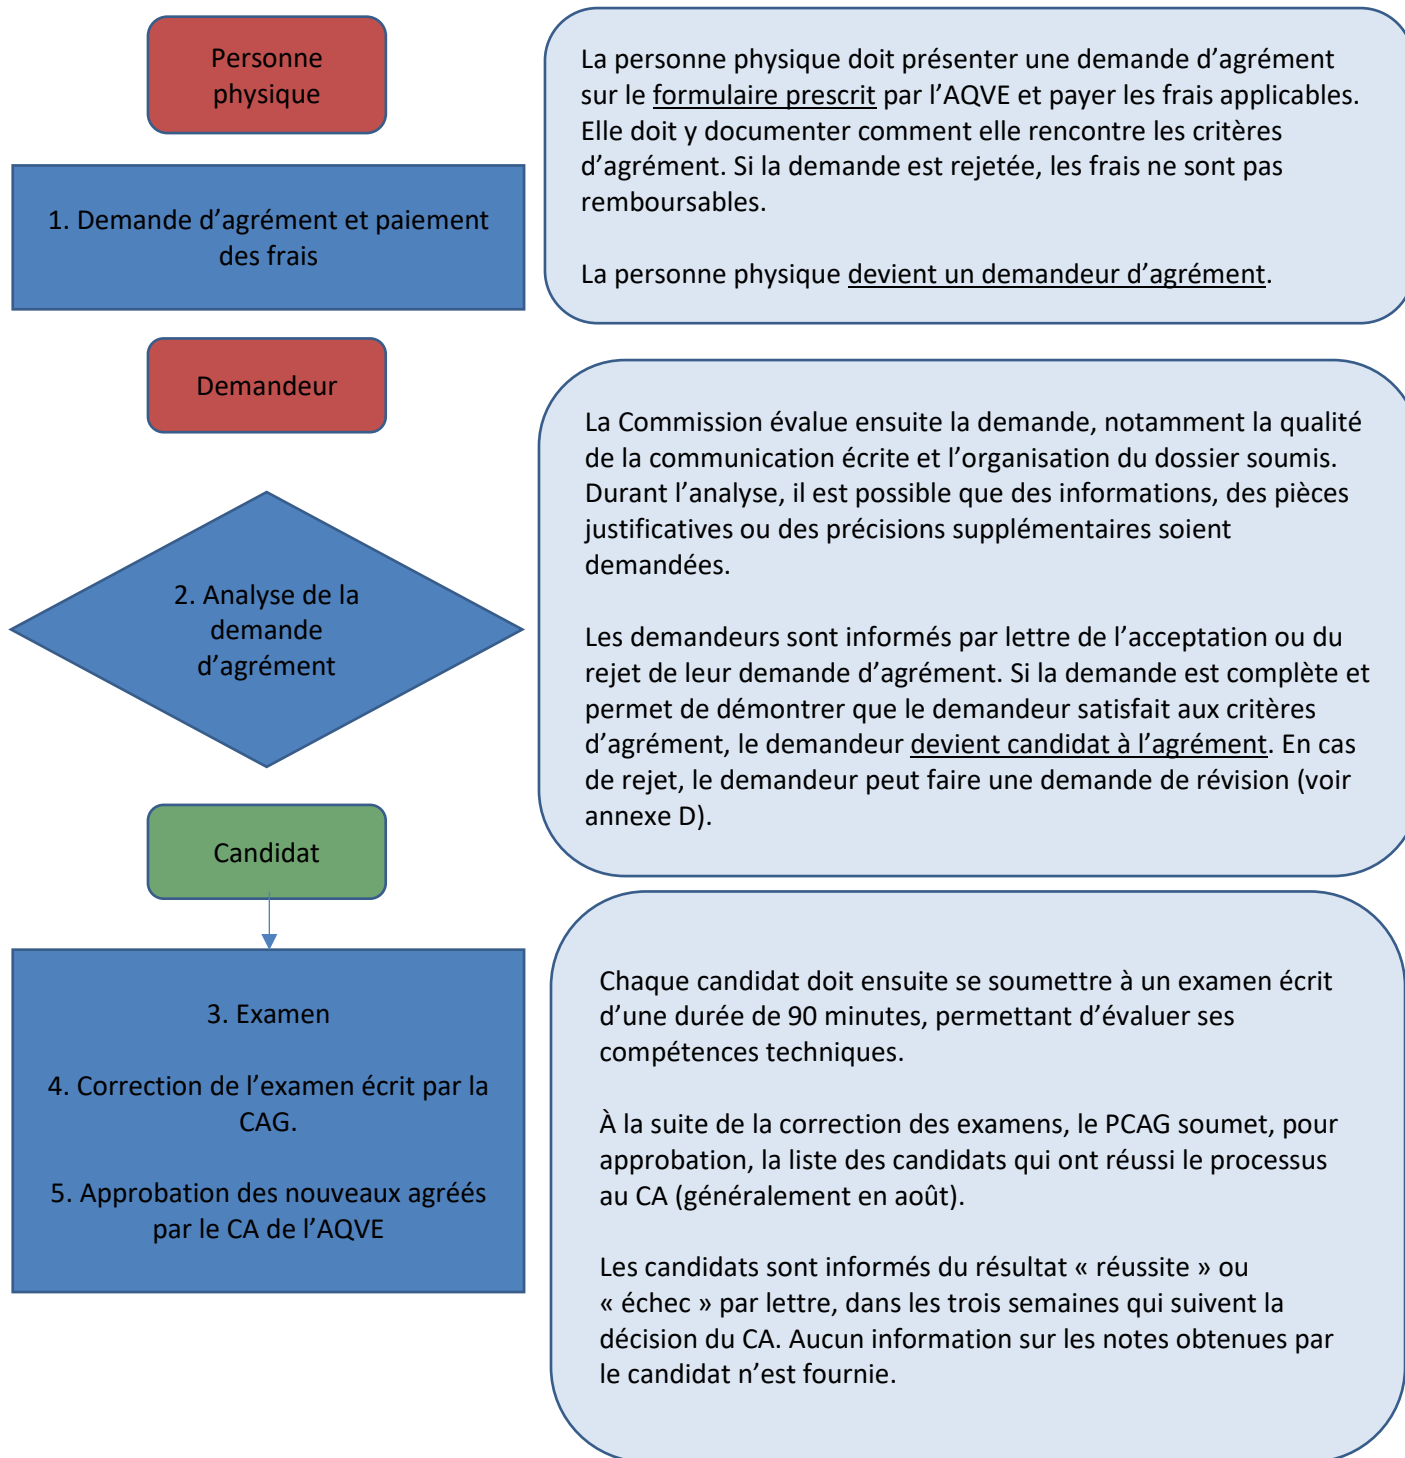 Personne
physique
1. Demande d’agrément et paiement
des frais
La personne physique doit présenter une demande d’agrément
sur le formulaire prescrit par l’AQVE et payer les frais applicables.
Elle doit y documenter comment elle rencontre les critères
d’agrément. Si la demande est rejetée, les frais ne sont pas
remboursables.
La personne physique devient un demandeur d’agrément.
Demandeur
2. Analyse de la
demande
d’agrément
La Commission évalue ensuite la demande, notamment la qualité
de la communication écrite et l’organisation du dossier soumis.
Durant l’analyse, il est possible que des informations, des pièces
justificatives ou des précisions supplémentaires soient
demandées.
Les demandeurs sont informés par lettre de l’acceptation ou du
rejet de leur demande d’agrément. Si la demande est complète et
permet de démontrer que le demandeur satisfait aux critères
d’agrément, le demandeur devient candidat à l’agrément. En cas
de rejet, le demandeur peut faire une demande de révision (voir
annexe D).
Candidat
3. Examen
4. Correction de l’examen écrit par la
CAG.
5. Approbation des nouveaux agréés
par le CA de l’AQVE
Chaque candidat doit ensuite se soumettre à un examen écrit
d’une durée de 90 minutes, permettant d’évaluer ses
compétences techniques.
À la suite de la correction des examens, le PCAG soumet, pour
approbation, la liste des candidats qui ont réussi le processus
au CA (généralement en août).
Les candidats sont informés du résultat « réussite » ou
« échec » par lettre, dans les trois semaines qui suivent la
décision du CA. Aucun information sur les notes obtenues par
le candidat n’est fournie.